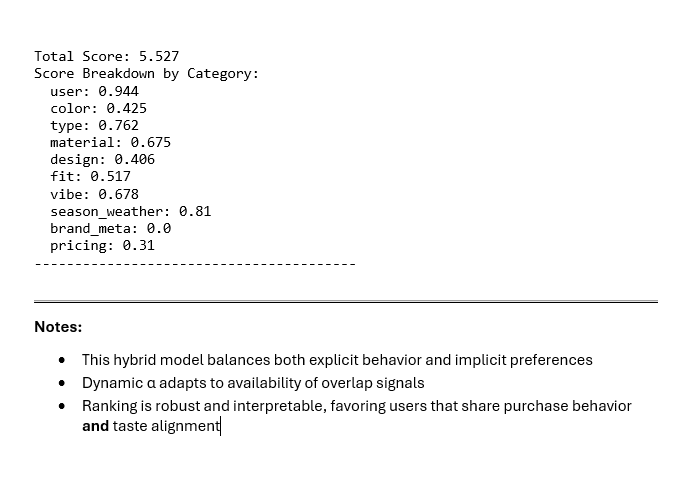 Total Score: 5.527
Score Breakdown by Category:
user: 0.944
color: 0.425
type: 0.762
material: 0.675
design: 0.406
fit: 0.517
vibe: 0.678
season_weather: 0.81
brand_meta: 0.0
pricing: 0.31
----------------------------------------
Notes:
• This hybrid model balances both explicit behavior and implicit preferences
• Dynamic α adapts to availability of overlap signals
• Ranking is robust and interpretable, favoring users that share purchase behavior
and taste alignment